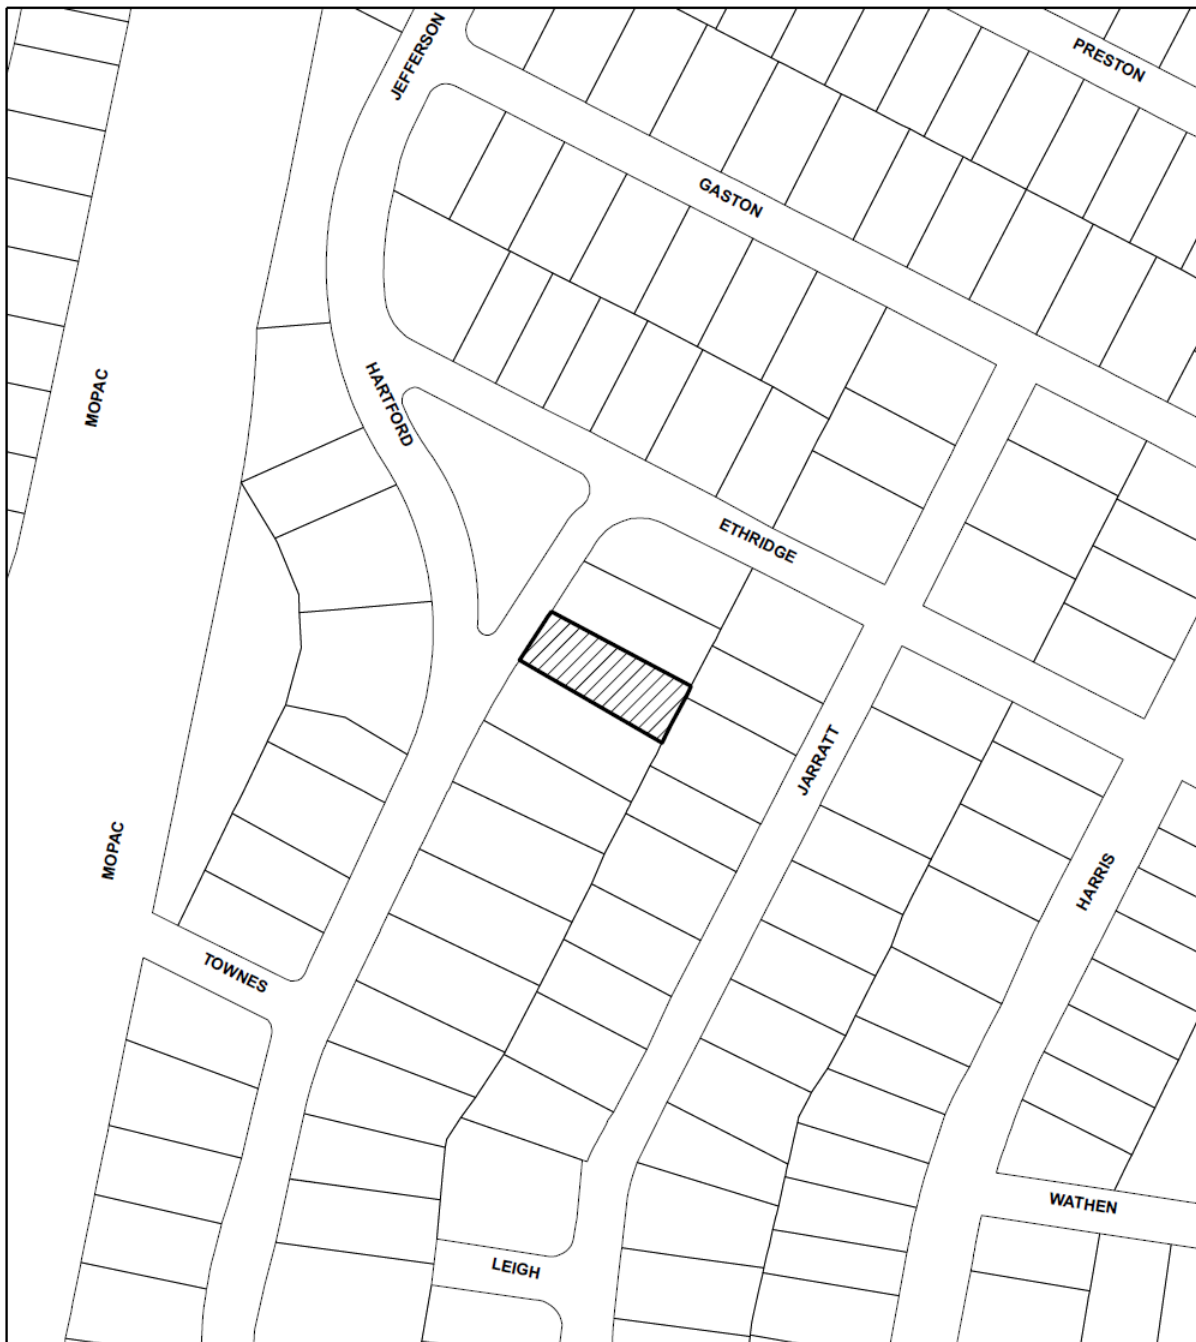 JEFFERSON
PRESTON
GASTON
MOPAC
HARTFORD
ETHRIDGE
JARRATT
MOPAC
HARRIS
TOWNES
WATHEN
LEIGH